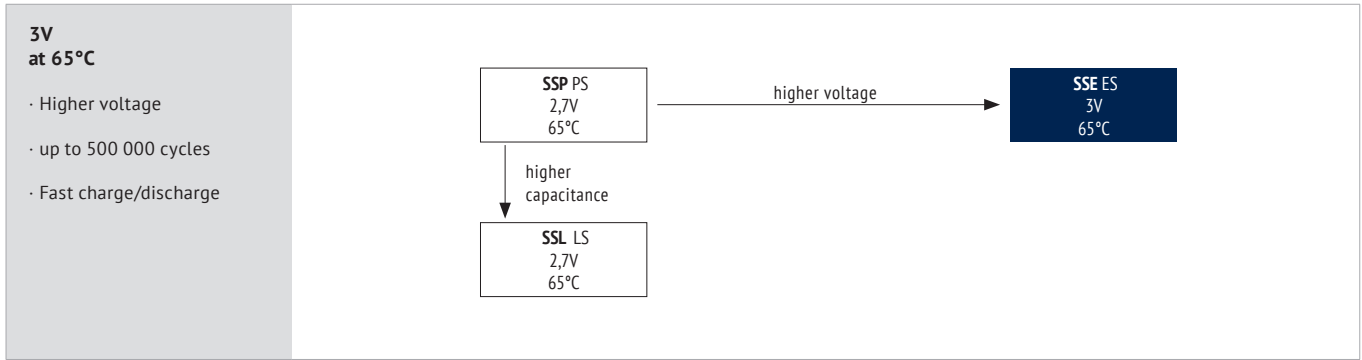 3V
at 65°C
· Higher voltage
· up to 500 000 cycles
· Fast charge/discharge
SSP PS
2,7V
65°C
higher voltage
SSE ES
3V
65°C
higher
capacitance
SSL LS
2,7V
65°C